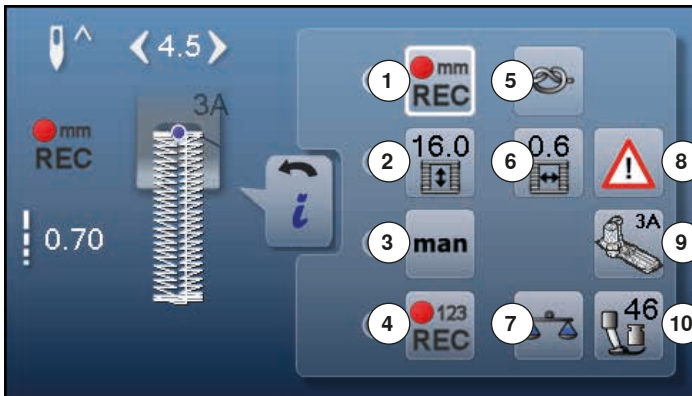 ^ < 4.5 >
3A
mm
REC
0.70
i
1 mm REC
5
2 16.0
6 0.6
8 !
3 man
9 3A
4 123 REC
7
10 46